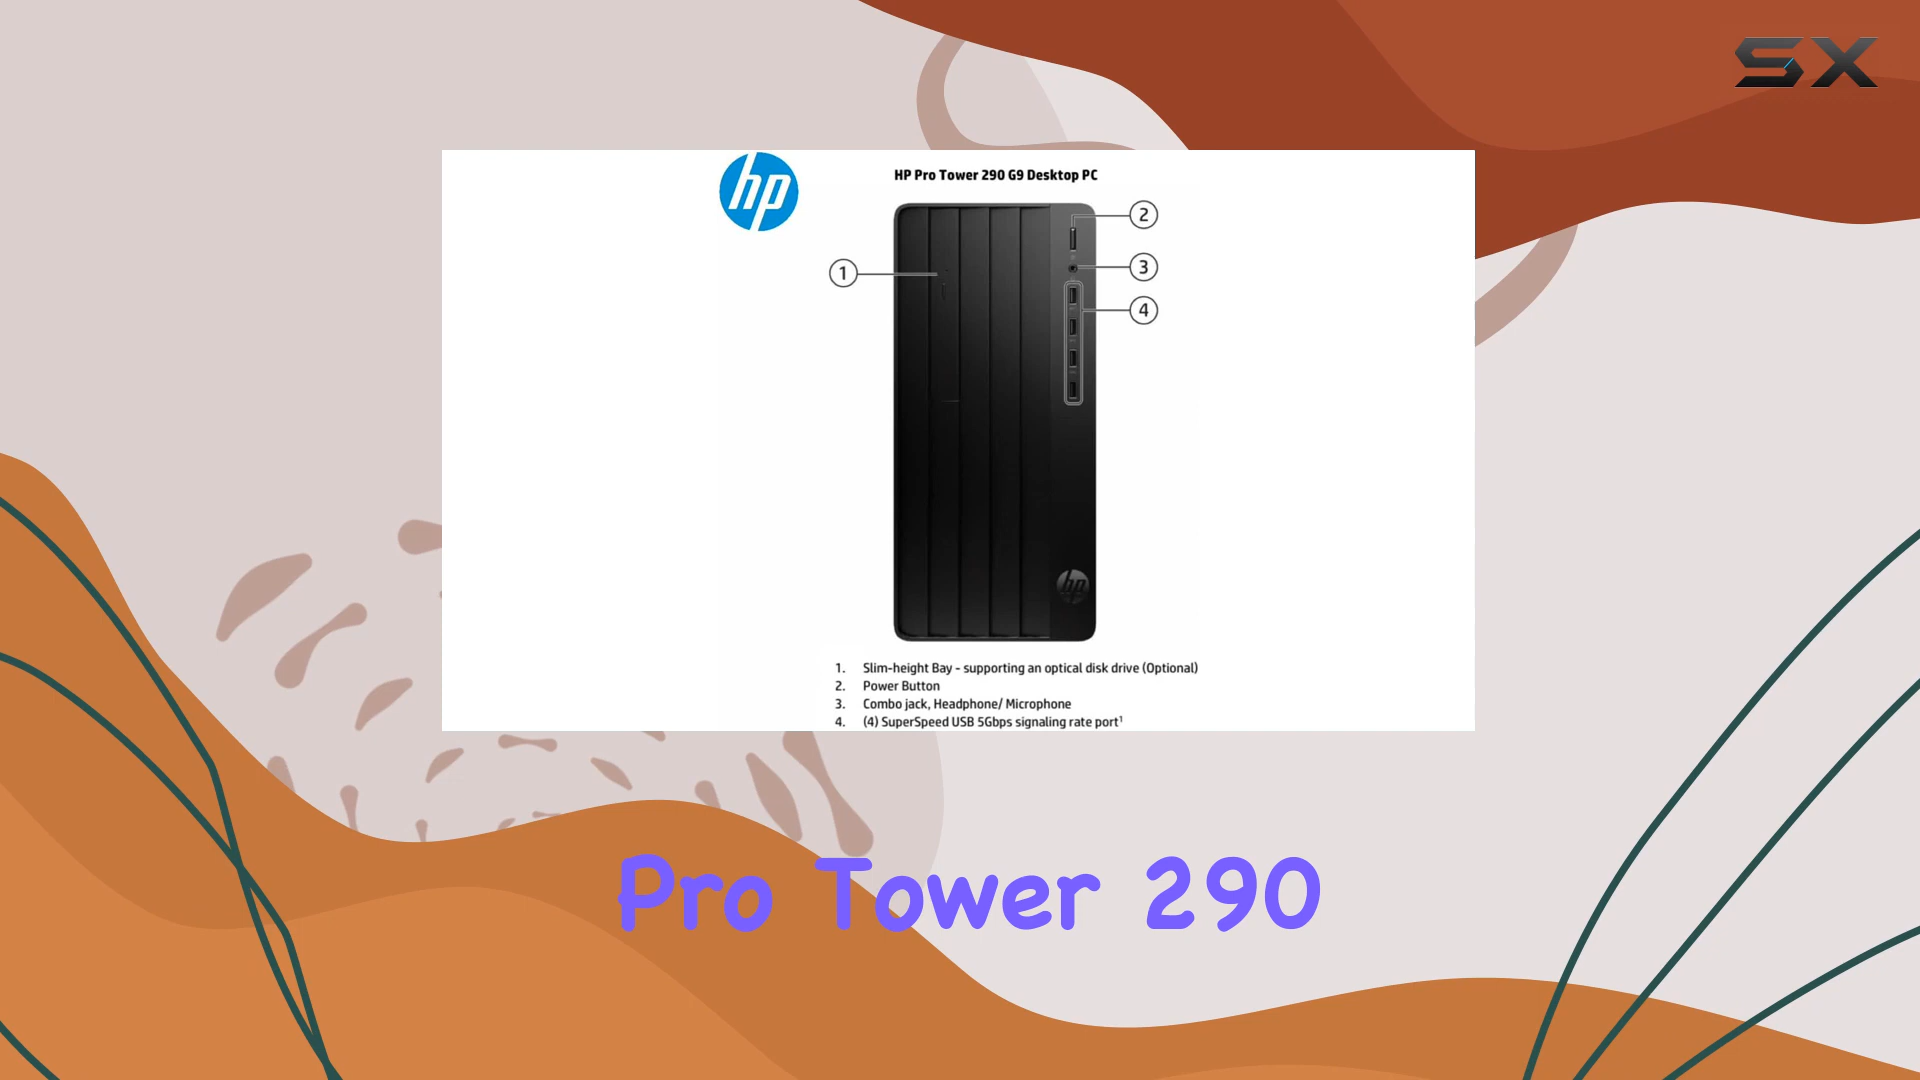 SX
hp
HP Pro Tower 290 G9 Desktop PC
2
1
3
4
hp
1. Slim-height Bay - supporting an optical disk drive (Optional)
2. Power Button
3. Combo jack, Headphone/ Microphone
4. (4) SuperSpeed USB 5Gbps signaling rate port¹
Pro Tower 290